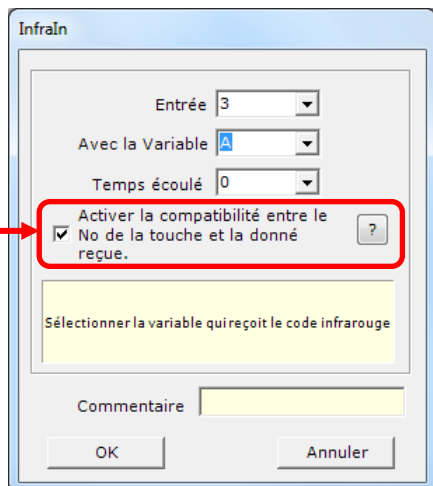 InfraIn
Entrée 3
Avec la Variable A
Temps écoulé 0
Activer la compatibilité entre le
No de la touche et la donné
reçue.
?
Sélectionner la variable qui reçoit le code infrarouge
Commentaire
OK Annuler